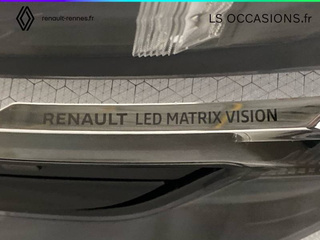 renault-rennes.fr
LS OCCASIONS.fr
RENAULT LED MATRIX VISION